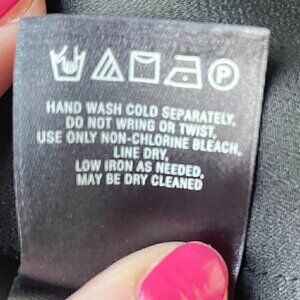 P
HAND WASH COLD SEPARATELY.
DO NOT WRING OR TWIST.
USE ONLY NON-CHLORINE BLEACH.
LINE DRY.
LOW IRON AS NEEDED.
MAY BE DRY CLEANED